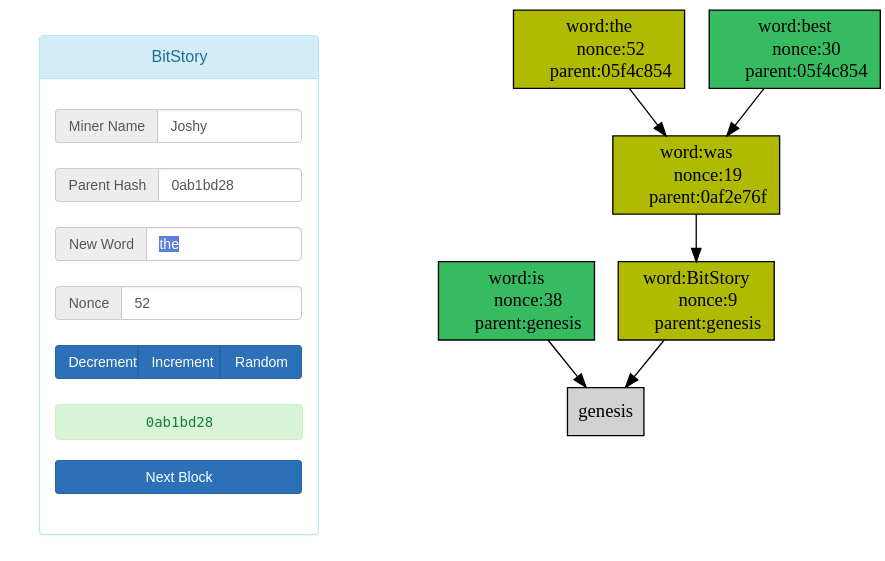 BitStory
Miner Name Joshy
Parent Hash 0ab1bd28
New Word the
Nonce 52
Decrement Increment Random
0ab1bd28
Next Block
word:the
nonce:52
parent:05f4c854
word:best
nonce:30
parent:05f4c854
word:was
nonce:19
parent:0af2e76f
word:is
nonce:38
parent:genesis
word:BitStory
nonce:9
parent:genesis
genesis